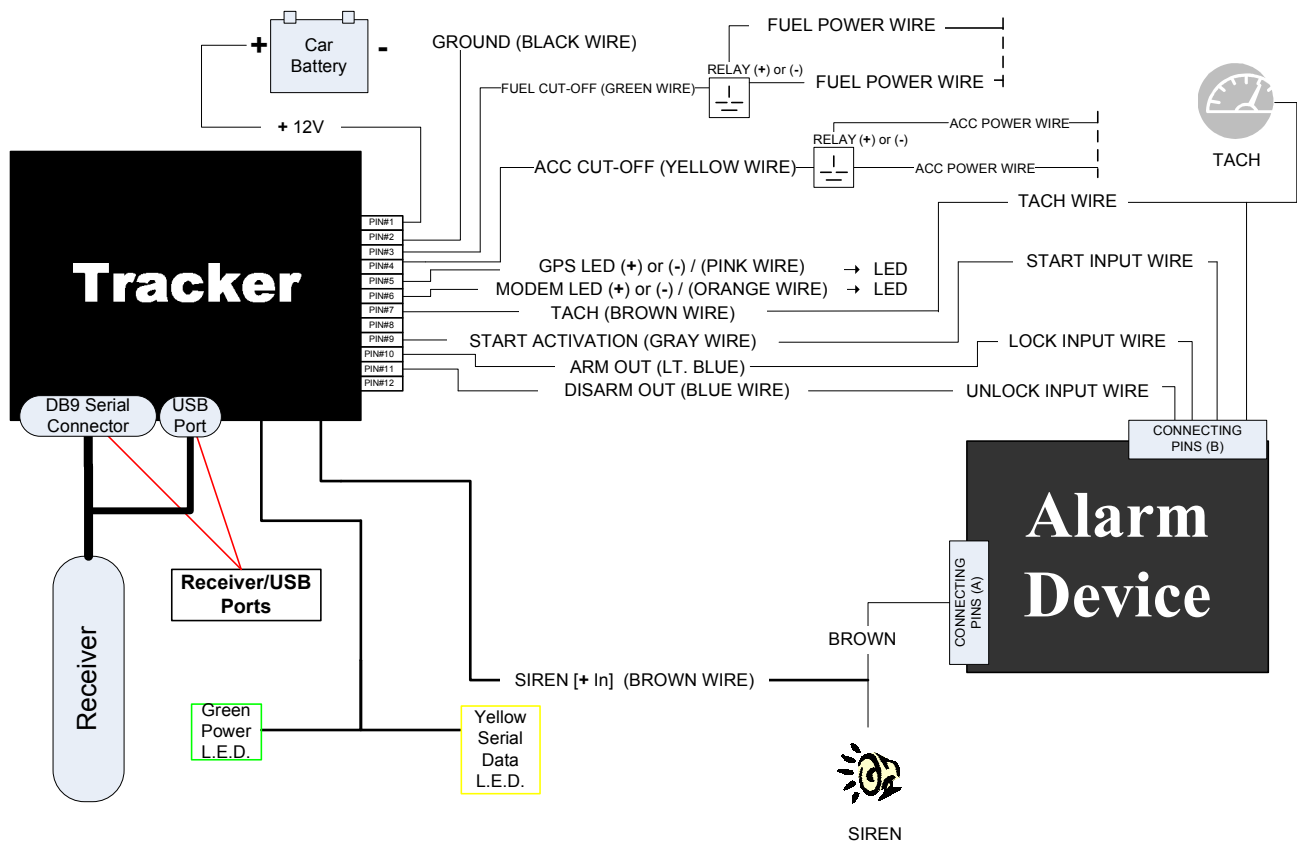 +
Car
Battery
-
GROUND (BLACK WIRE)
FUEL POWER WIRE
RELAY (+) or (-)
FUEL CUT-OFF (GREEN WIRE)
FUEL POWER WIRE
+ 12V
ACC POWER WIRE
RELAY (+) or (-)
ACC CUT-OFF (YELLOW WIRE)
ACC POWER WIRE
TACH
TACH WIRE
Tracker
PIN#1
PIN#2
PIN#3
PIN#4
PIN#5
PIN#6
PIN#7
PIN#8
PIN#9
PIN#10
PIN#11
PIN#12
GPS LED (+) or (-) / (PINK WIRE) → LED
MODEM LED (+) or (-) / (ORANGE WIRE) → LED
TACH (BROWN WIRE)
START ACTIVATION (GRAY WIRE)
ARM OUT (LT. BLUE)
DISARM OUT (BLUE WIRE)
START INPUT WIRE
LOCK INPUT WIRE
UNLOCK INPUT WIRE
DB9 Serial
Connector
USB
Port
CONNECTING
PINS (B)
Alarm
Device
CONNECTING
PINS (A)
Receiver/USB
Ports
Receiver
BROWN
SIREN [+ In] (BROWN WIRE)
Green
Power
L.E.D.
Yellow
Serial
Data
L.E.D.
SIREN